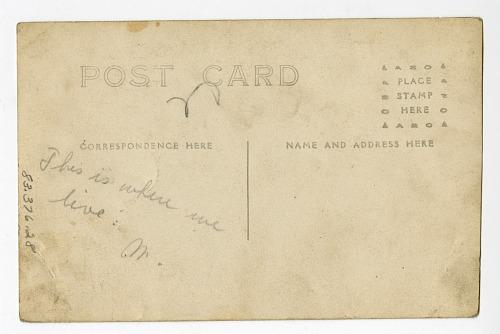 POST CARD
AZO
PLACE
STAMP
HERE
AZO
CORRESPONDENCE HERE
NAME AND ADDRESS HERE
This is where we
live.
M.
83.376.28